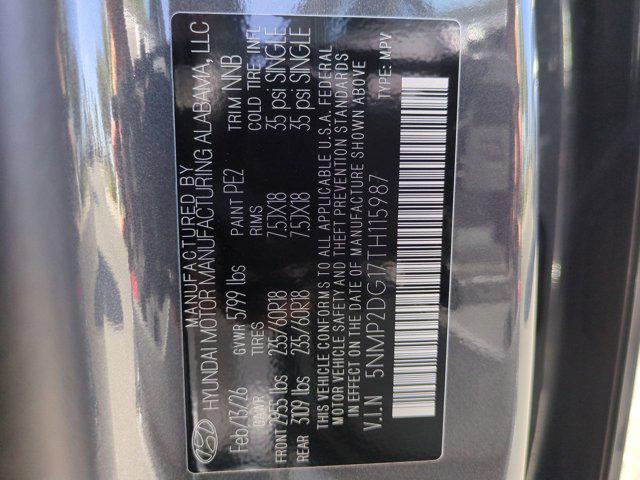 MANUFACTURED BY
HYUNDAI MOTOR MANUFACTURING ALABAMA, LLC
Feb/13/26 GVWR 5799 lbs PAINT PE2 TRIM NNB
GAWR TIRES RIMS COLD TIRE INFL
FRONT 2955 lbs 235/60R18 7.5JX18 35 psi SINGLE
REAR 3109 lbs 235/60R18 7.5JX18 35 psi SINGLE
THIS VEHICLE CONFORMS TO ALL APPLICABLE U.S.A. FEDERAL
MOTOR VEHICLE SAFETY AND THEFT PREVENTION STANDARDS
IN EFFECT ON THE DATE OF MANUFACTURE SHOWN ABOVE
V.I.N 5NMP2DG17TH115987 TYPE: MPV